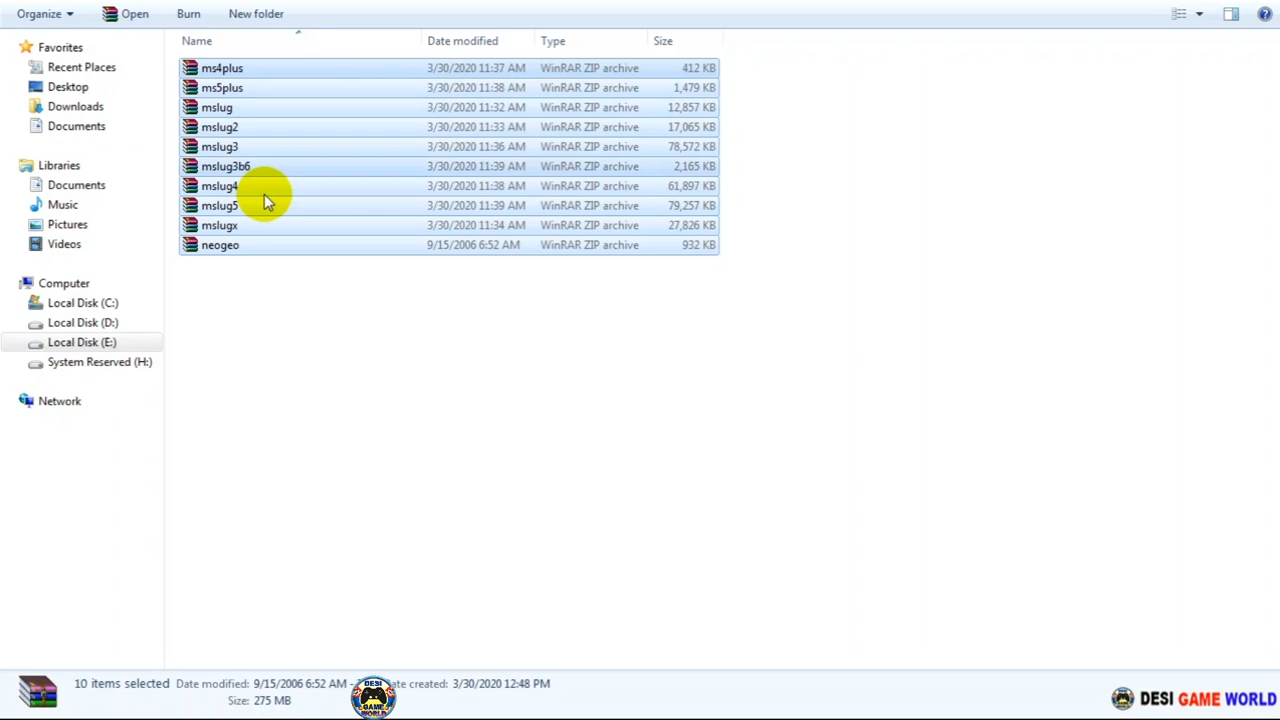 Organize Open Burn New folder
Name Date modified Type Size
Favorites
Recent Places
Desktop
Downloads
Documents
Libraries
Documents
Music
Pictures
Videos
Computer
Local Disk (C:)
Local Disk (D:)
Local Disk (E:)
System Reserved (H:)
Network
ms4plus 3/30/2020 11:37 AM WinRAR ZIP archive 412 KB
ms5plus 3/30/2020 11:38 AM WinRAR ZIP archive 1,479 KB
mslug 3/30/2020 11:32 AM WinRAR ZIP archive 12,857 KB
mslug2 3/30/2020 11:33 AM WinRAR ZIP archive 17,065 KB
mslug3 3/30/2020 11:36 AM WinRAR ZIP archive 78,572 KB
mslug3b6 3/30/2020 11:39 AM WinRAR ZIP archive 2,165 KB
mslug4 3/30/2020 11:38 AM WinRAR ZIP archive 61,897 KB
mslug5 3/30/2020 11:39 AM WinRAR ZIP archive 79,257 KB
mslugx 3/30/2020 11:34 AM WinRAR ZIP archive 27,826 KB
neogeo 9/15/2006 6:52 AM WinRAR ZIP archive 932 KB
10 items selected Date modified: 9/15/2006 6:52 AM - created: 3/30/2020 12:48 PM
Size: 275 MB
DESI
GAME
WORLD
DESI GAME WORLD